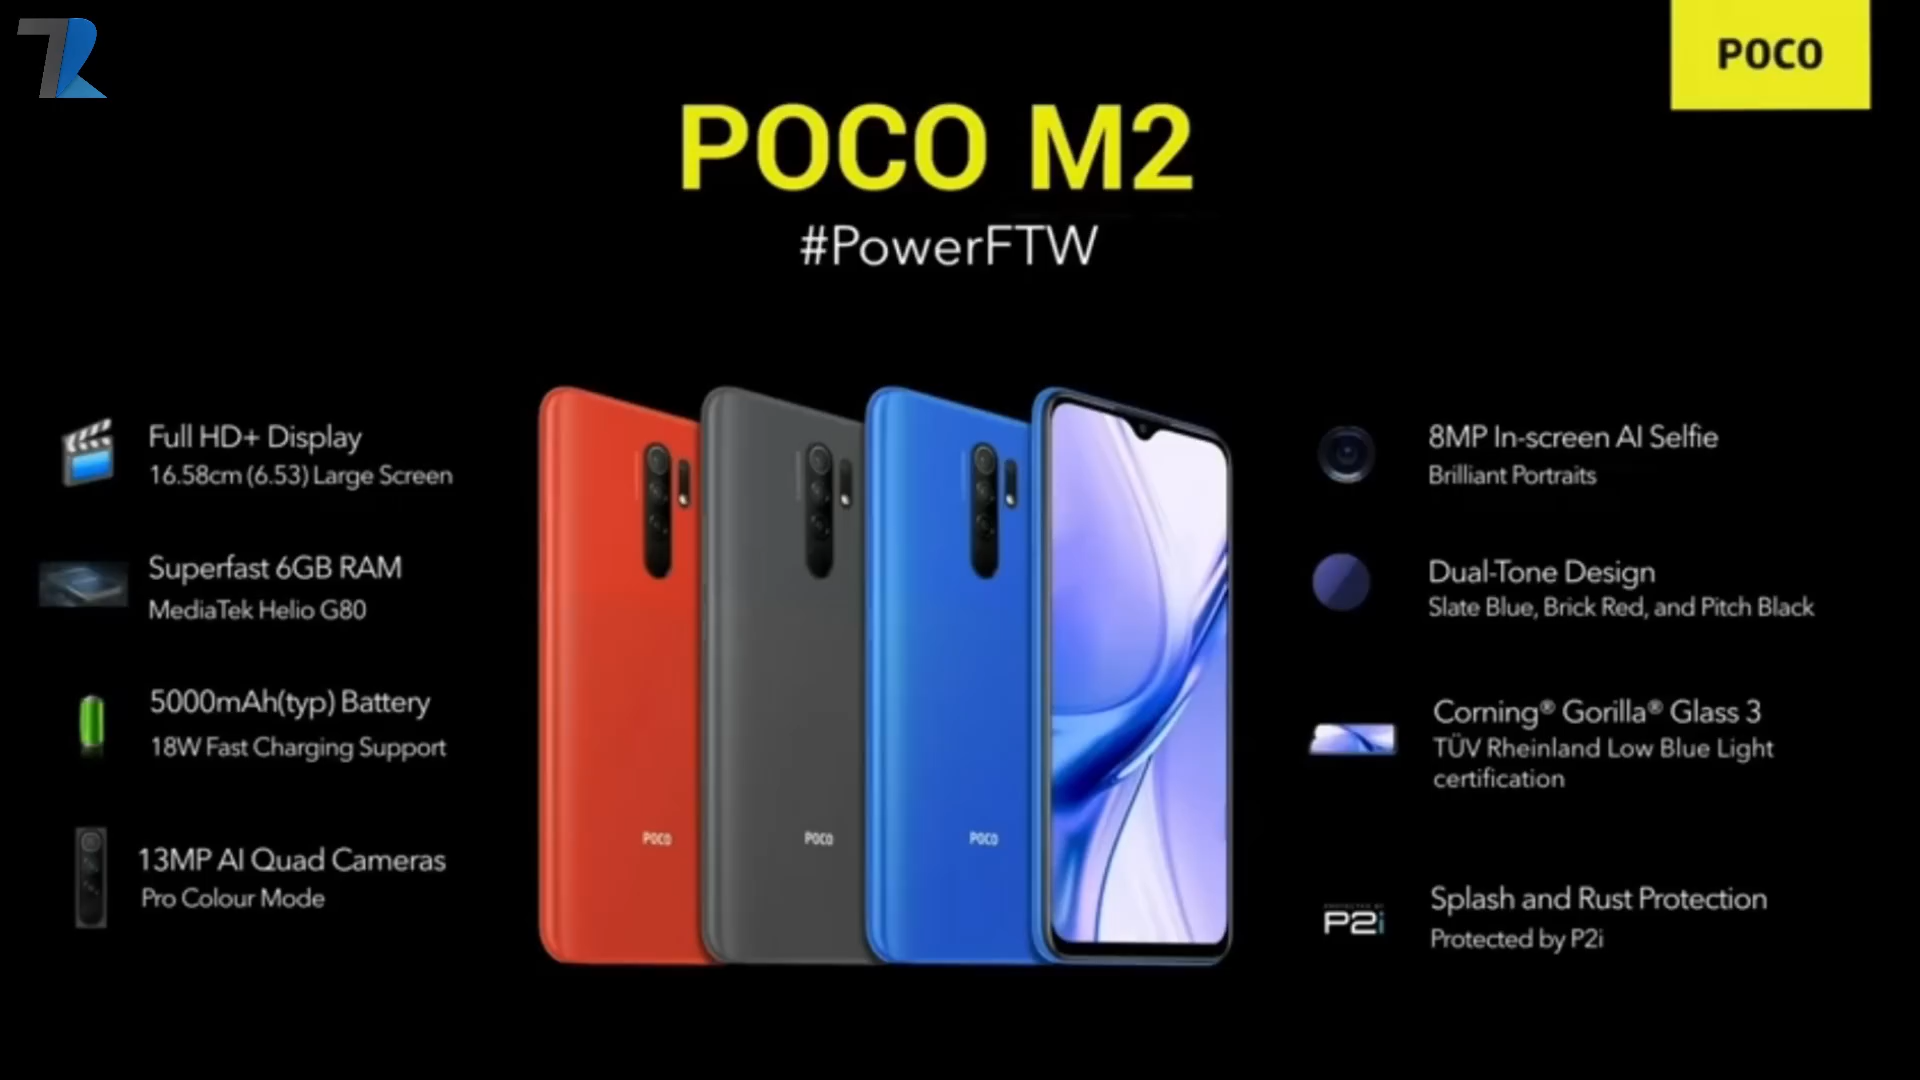 POCO
POCO M2
#PowerFTW
Full HD+ Display
16.58cm (6.53) Large Screen
Superfast 6GB RAM
MediaTek Helio G80
5000mAh(typ) Battery
18W Fast Charging Support
13MP AI Quad Cameras
Pro Colour Mode
POCO
POCO
POCO
8MP In-screen AI Selfie
Brilliant Portraits
Dual-Tone Design
Slate Blue, Brick Red, and Pitch Black
Corning® Gorilla® Glass 3
TÜV Rheinland Low Blue Light
certification
P2i
Splash and Rust Protection
Protected by P2i